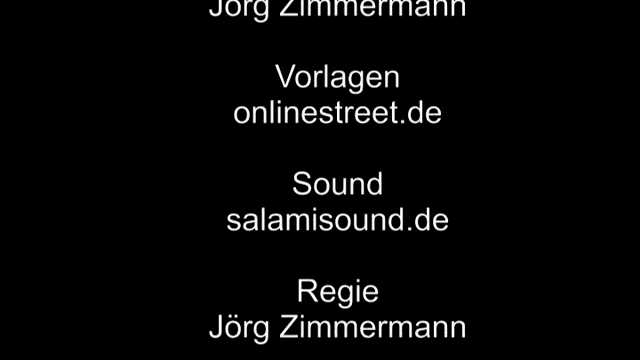 Jörg Zimmermann
Vorlagen
onlinestreet.de
Sound
salamisound.de
Regie
Jörg Zimmermann